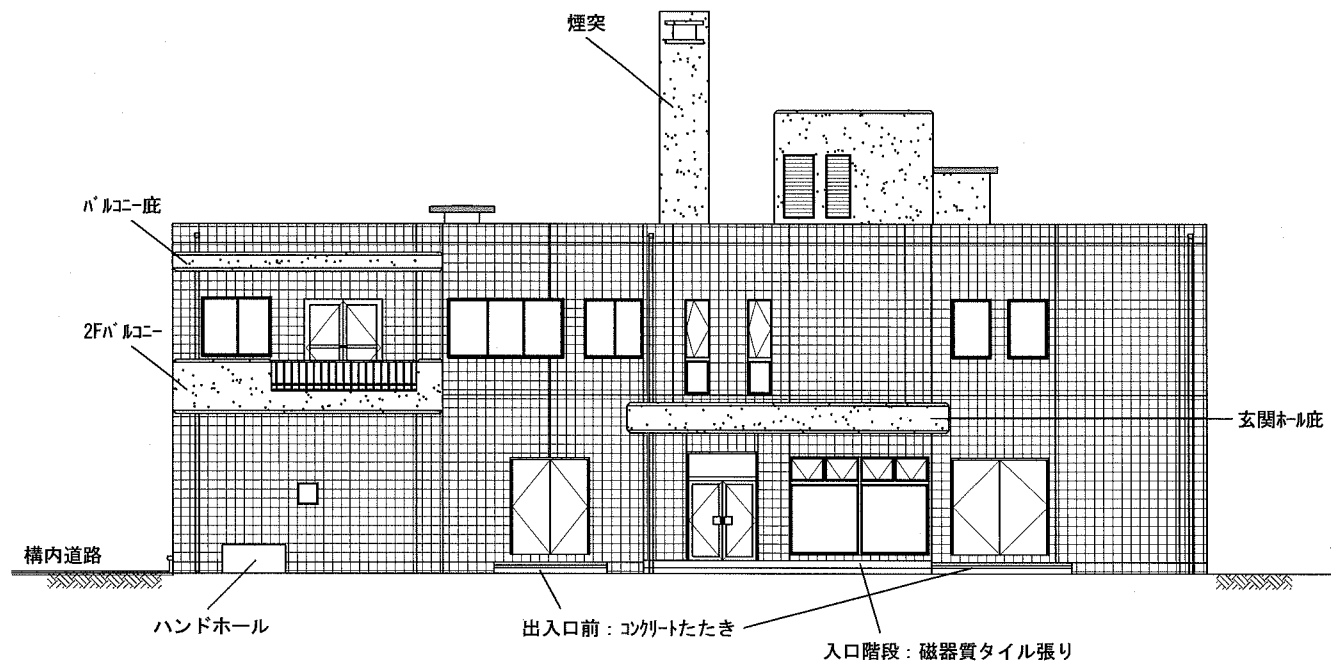 煙突
ﾊﾞﾙｺﾆｰ庇
2Fﾊﾞﾙｺﾆｰ
玄関ﾎｰﾙ庇
構内道路
ハンドホール
出入口前：ｺﾝｸﾘｰﾄたたき
入口階段：磁器質タイル張り